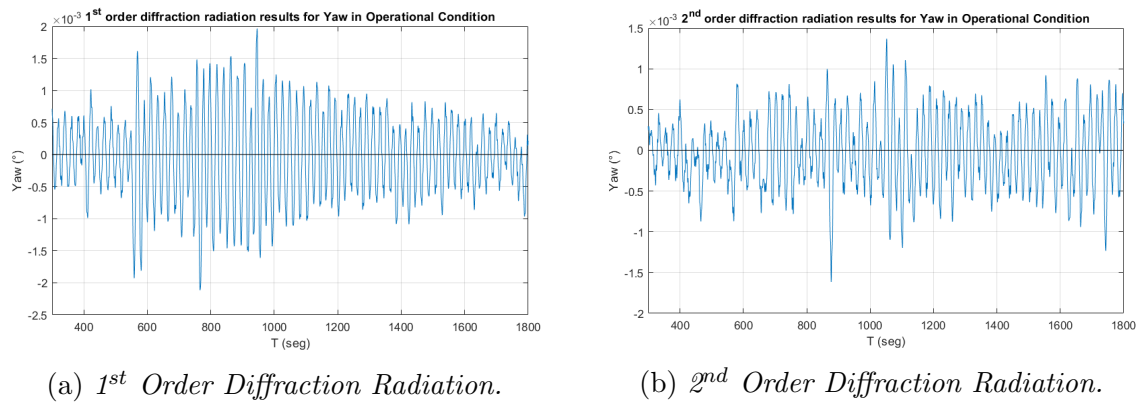 ×10⁻³ 1st order diffraction radiation results for Yaw in Operational Condition
2
1.5
1
0.5
0
-0.5
-1
-1.5
-2
-2.5
Yaw (°)
400 600 800 1000 1200 1400 1600 1800
T (seg)
(a) 1st Order Diffraction Radiation.
×10⁻³ 2nd order diffraction radiation results for Yaw in Operational Condition
1.5
1
0.5
0
-0.5
-1
-1.5
-2
Yaw (°)
400 600 800 1000 1200 1400 1600 1800
T (seg)
(b) 2nd Order Diffraction Radiation.